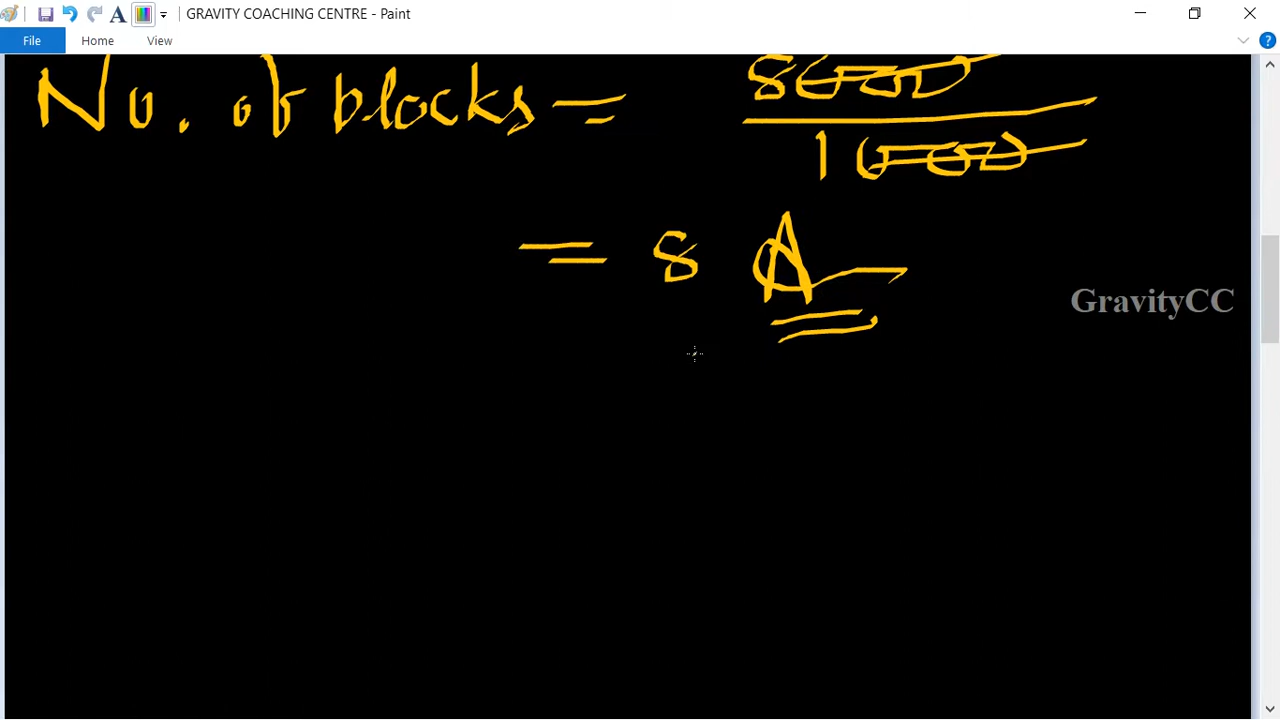 GRAVITY COACHING CENTRE - Paint
File Home View
No. of blocks = 8000
1000
= 8 A
GravityCC